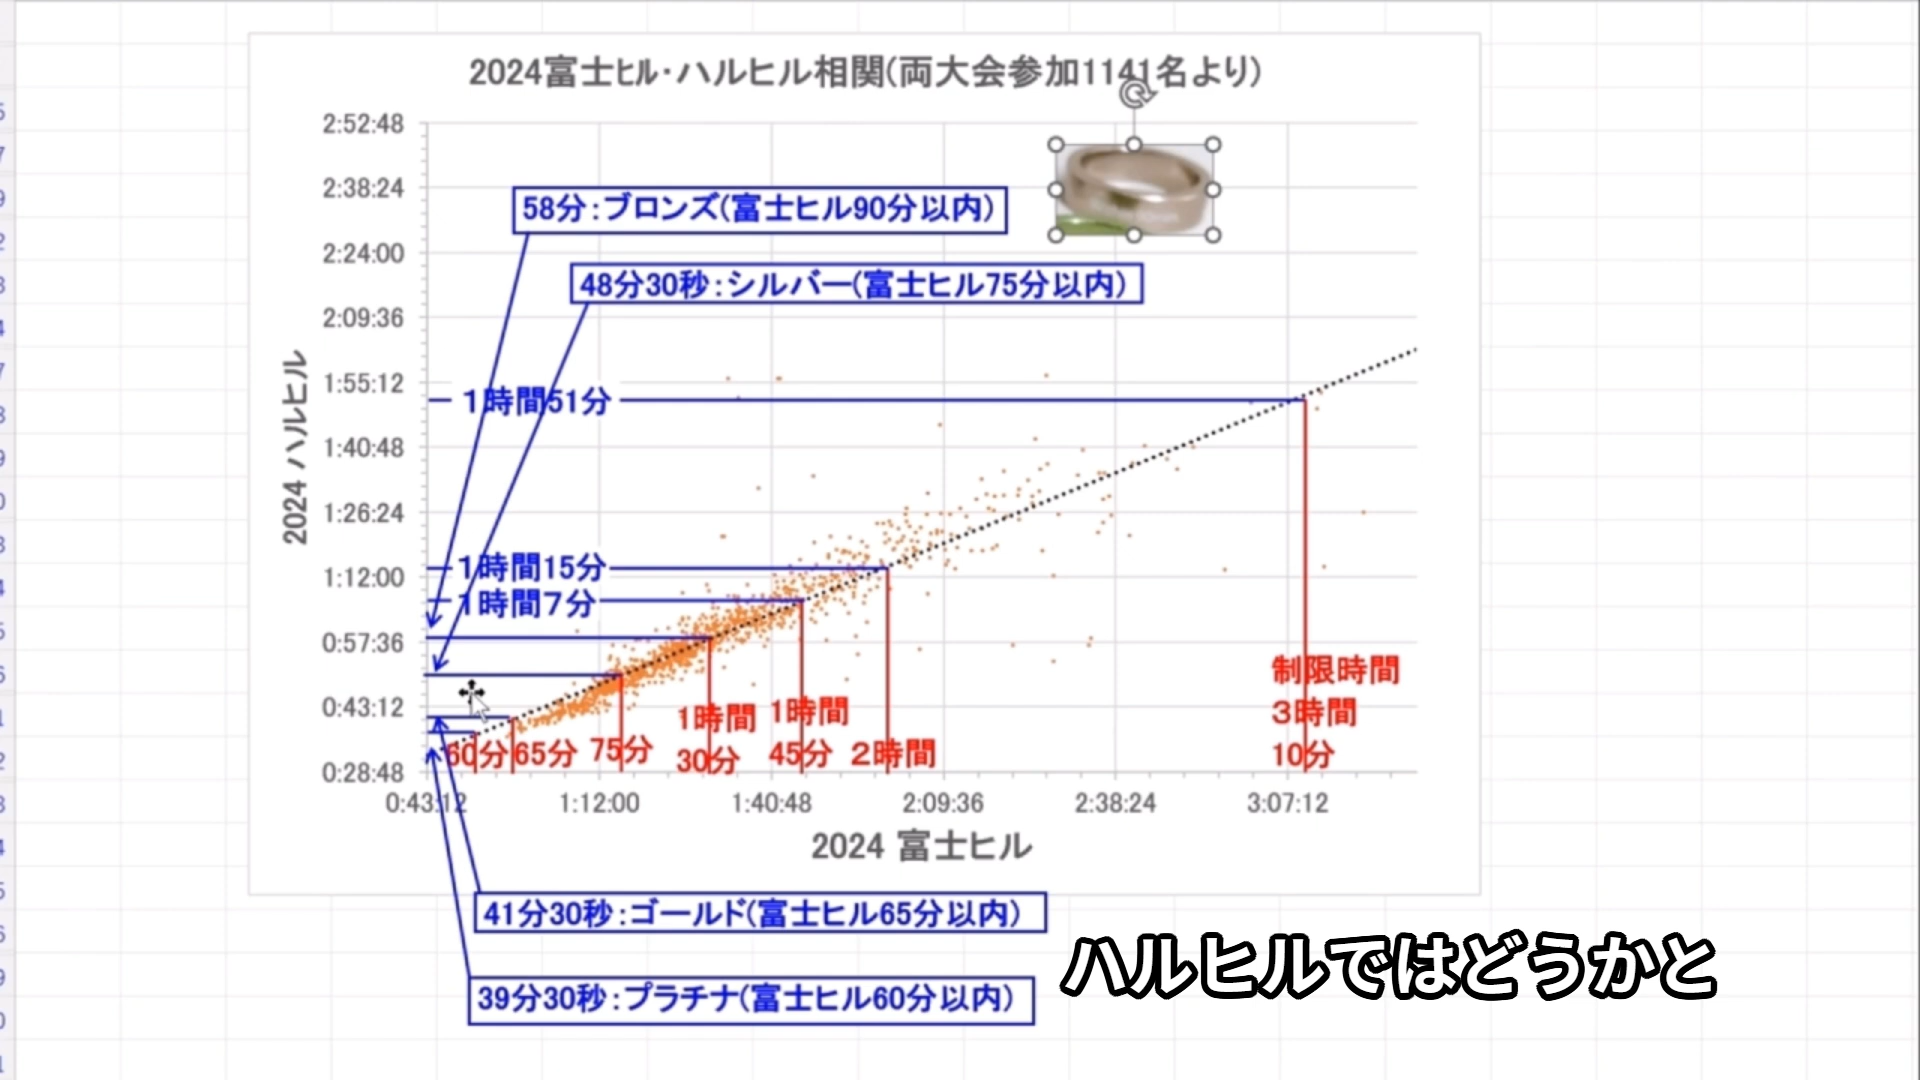 2024富士ﾋﾙ・ハルヒル相関(両大会参加1141名より)
2:52:48
2:38:24
58分：ブロンズ(富士ヒル90分以内)
2:24:00
48分30秒：シルバー(富士ヒル75分以内)
2:09:36
1:55:12
1時間51分
1:40:48
2024 ハルヒル
1:26:24
1時間15分
1:12:00
1時間7分
0:57:36
0:43:12
0:28:48
60分
65分
75分
1時間
30分
1時間
45分
2時間
制限時間
3時間
10分
0:43:12
1:12:00
1:40:48
2:09:36
2:38:24
3:07:12
2024 富士ヒル
41分30秒：ゴールド(富士ヒル65分以内)
39分30秒：プラチナ(富士ヒル60分以内)
ハルヒルではどうかと